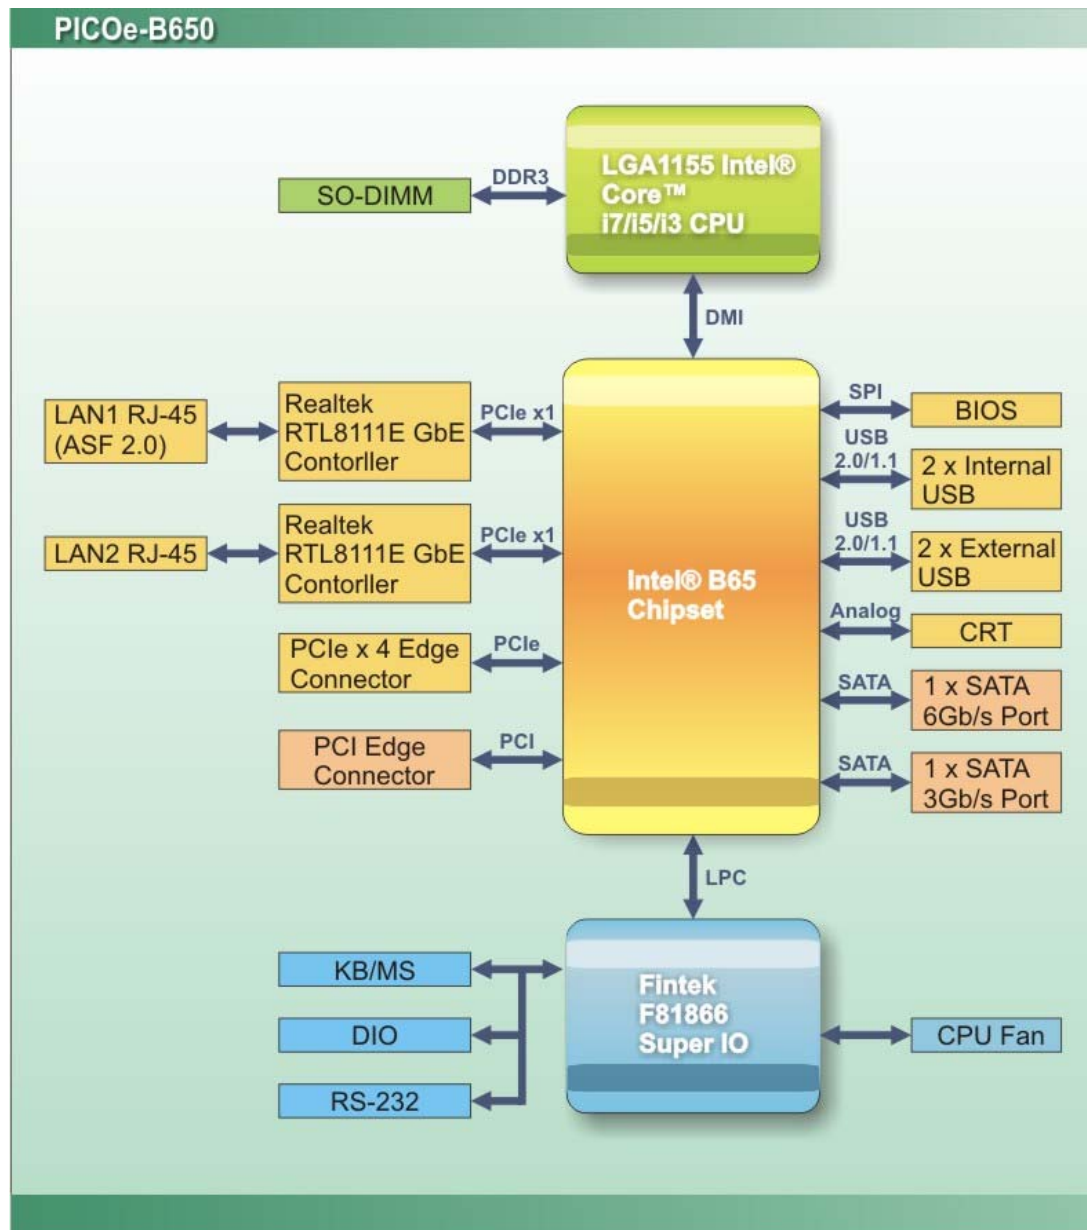 PICOe-B650
LGA1155 Intel®
Core™
i7/i5/i3 CPU
DDR3
SO-DIMM
DMI
LAN1 RJ-45
(ASF 2.0)
Realtek
RTL8111E GbE
Contorller
PCIe x1
LAN2 RJ-45
Realtek
RTL8111E GbE
Contorller
PCIe x1
PCIe x 4 Edge
Connector
PCIe
PCI Edge
Connector
PCI
Intel® B65
Chipset
SPI
BIOS
USB
2.0/1.1
2 x Internal
USB
USB
2.0/1.1
2 x External
USB
Analog
CRT
SATA
1 x SATA
6Gb/s Port
SATA
1 x SATA
3Gb/s Port
LPC
KB/MS
DIO
RS-232
Fintek
F81866
Super IO
CPU Fan